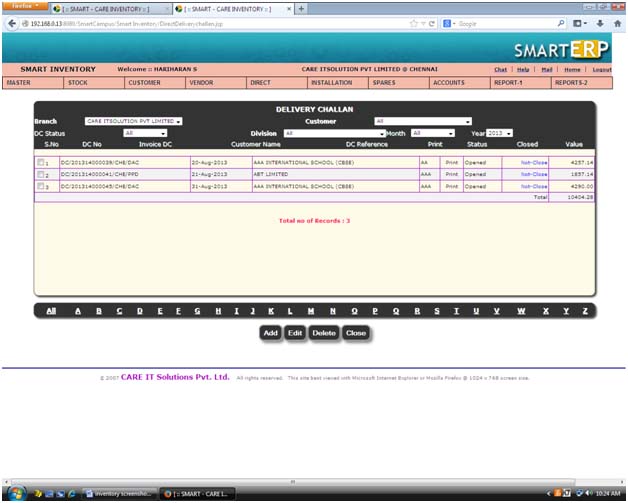 Firefox
[ :: SMART - CARE INVENTORY :: ] × [ :: SMART - CARE INVENTORY :: ] × +
192.168.0.13:8089/SmartCampus/Smart Inventory/DirectDeliverychallan.jsp Google
SMARTERP
SMART INVENTORY Welcome :: HARIHARAN S CARE ITSOLUTION PVT LIMITED @ CHENNAI Chat | Help | Mail | Home | Logout
MASTER STOCK CUSTOMER VENDOR DIRECT INSTALLATION SPARES ACCOUNTS REPORT-1 REPORTS-2
DELIVERY CHALLAN
Branch CARE ITSOLUTION PVT LIMITED Customer All
DC Status All Division All Month All Year 2013
S.No DC No Invoice DC Customer Name DC Reference Print Status Closed Value
1 DC/201314000039/CHE/DAC 20-Aug-2013 AAA INTERNATIONAL SCHOOL (CBSE) AA Print Opened Not-Close 4257.14
2 DC/201314000041/CHE/PPD 21-Aug-2013 ABT LIMITED AAA Print Opened Not-Close 1857.14
3 DC/201314000045/CHE/DAC 31-Aug-2013 AAA INTERNATIONAL SCHOOL (CBSE) AAA Print Opened Not-Close 4290.00
Total 10404.28
Total no of Records : 3
All A B C D E F G H I J K L M N O P Q R S T U V W X Y Z
Add Edit Delete Close
© 2007 CARE IT Solutions Pvt. Ltd. All rights reserved. This site best viewed with Microsoft Internet Explorer or Mozilla Firefox @ 1024 x 768 screen size.
inventory screensho... [ :: SMART - CARE I... 10:24 AM